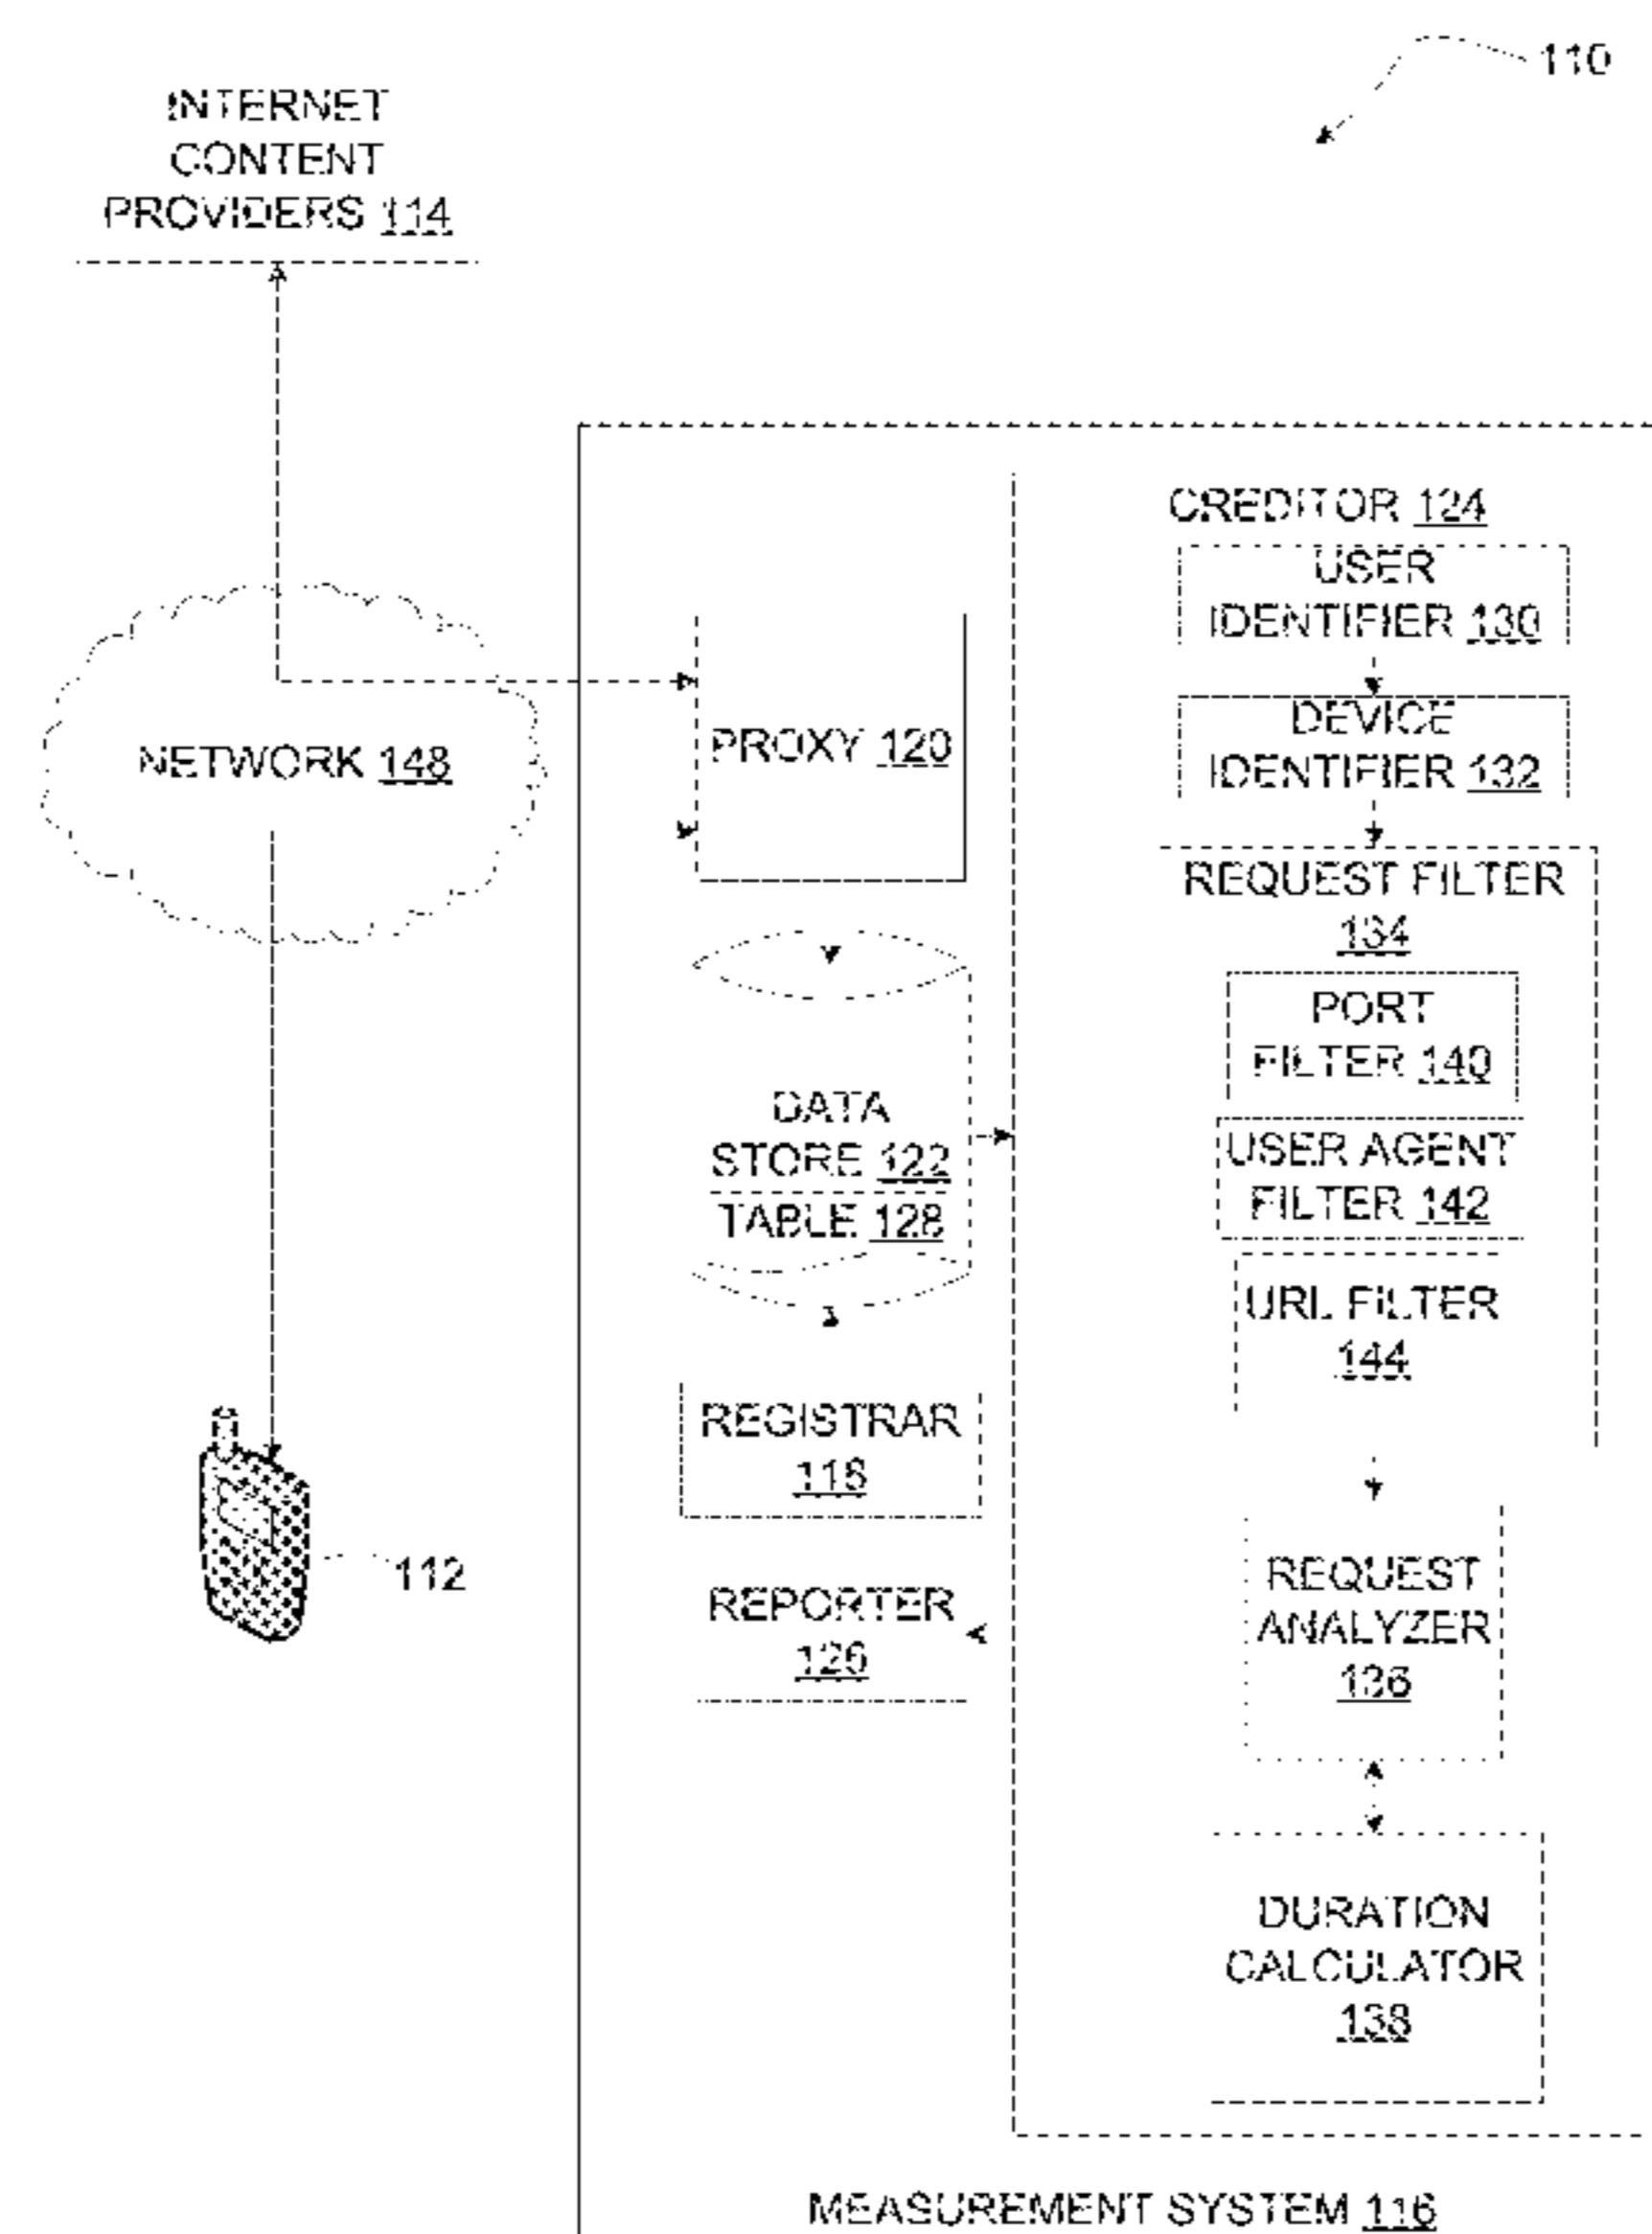 110
INTERNET
CONTENT
PROVIDERS 114
CREDITOR 124
USER
IDENTIFIER 130
DEVICE
IDENTIFIER 132
REQUEST FILTER
134
PORT
FILTER 140
USER AGENT
FILTER 142
URL FILTER
144
REQUEST
ANALYZER
136
DURATION
CALCULATOR
138
PROXY 120
NETWORK 148
DATA
STORE 122
TABLE 128
REGISTRAR
118
REPORTER
126
112
MEASUREMENT SYSTEM 116